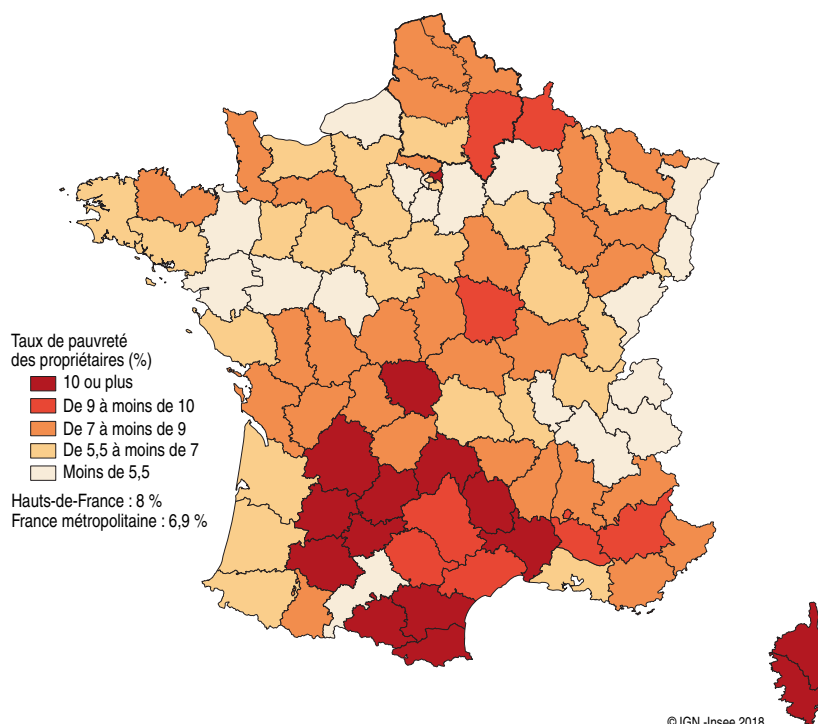 Taux de pauvreté
des propriétaires (%)
10 ou plus
De 9 à moins de 10
De 7 à moins de 9
De 5,5 à moins de 7
Moins de 5,5
Hauts-de-France : 8 %
France métropolitaine : 6,9 %
© IGN -Insee 2018